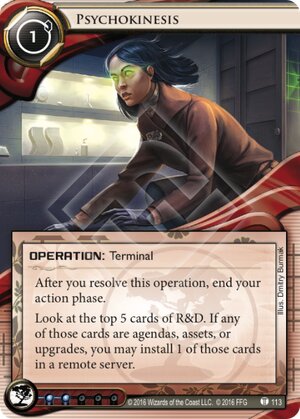 PSYCHOKINESIS
1
OPERATION: Terminal
After you resolve this operation, end your
action phase.
Look at the top 5 cards of R&D. If any
of those cards are agendas, assets, or
upgrades, you may install 1 of those cards
in a remote server.
Illus. Dmitry Burmak
© 2016 Wizards of the Coast LLC. © 2016 FFG
113